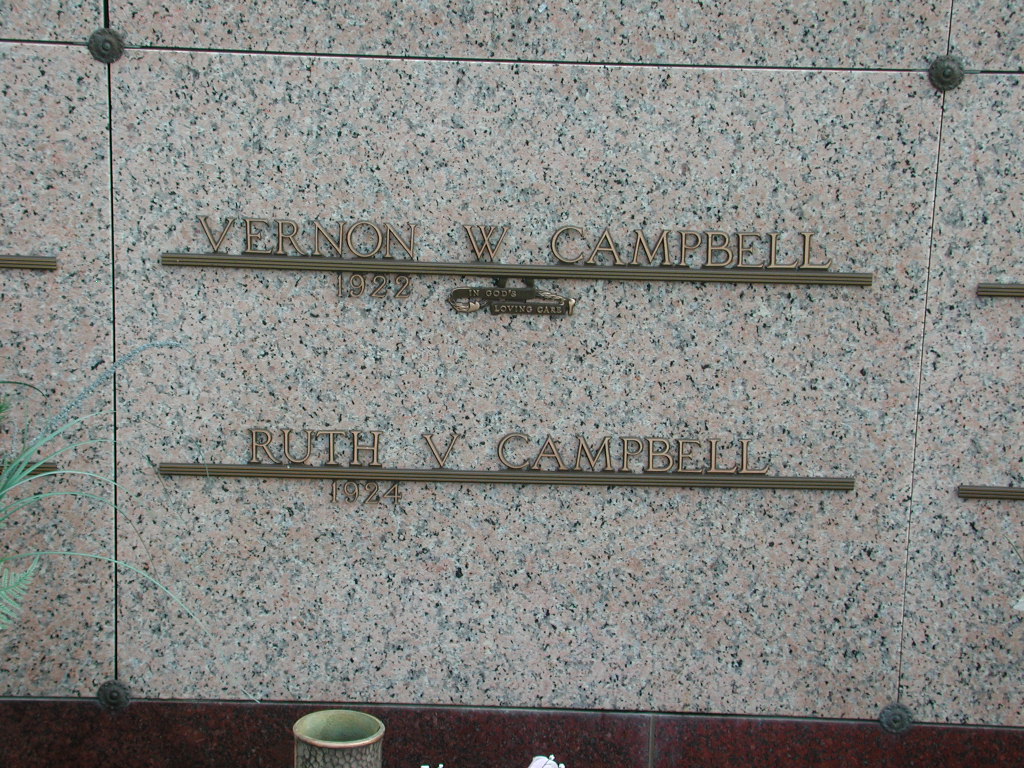 VERNON W CAMPBELL
1922
IN GOD'S
LOVING CARE
RUTH V CAMPBELL
1924